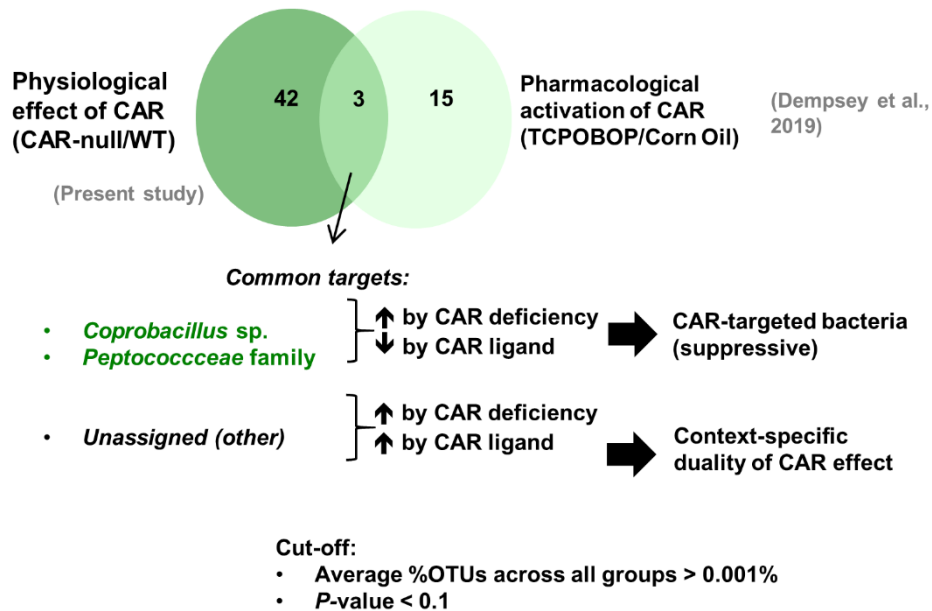 Physiological
effect of CAR
(CAR-null/WT)
(Present study)
42
3
15
Pharmacological
activation of CAR
(TCPOBOP/Corn Oil)
(Dempsey et al.,
2019)
Common targets:
• Coprobacillus sp.
• Peptococcceae family
↑ by CAR deficiency
↓ by CAR ligand
CAR-targeted bacteria
(suppressive)
• Unassigned (other)
↑ by CAR deficiency
↑ by CAR ligand
Context-specific
duality of CAR effect
Cut-off:
• Average %OTUs across all groups > 0.001%
• P-value < 0.1